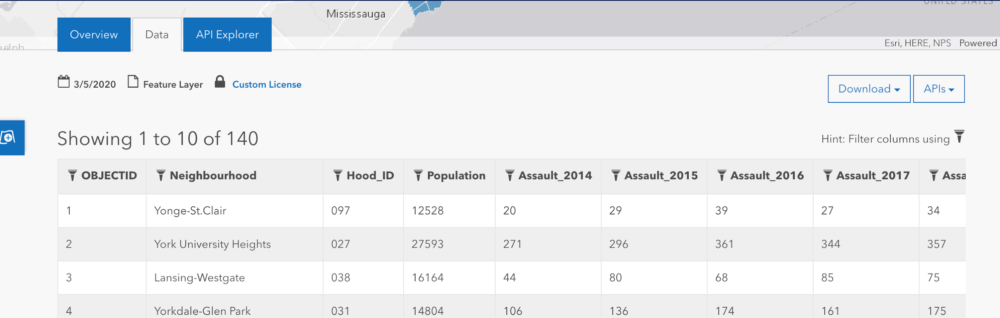 UNITED STATES
Mississauga
Overview Data API Explorer
Esri, HERE, NPS Powered
3/5/2020 Feature Layer Custom License
Download APIs
Showing 1 to 10 of 140
Hint: Filter columns using
OBJECTID Neighbourhood Hood_ID Population Assault_2014 Assault_2015 Assault_2016 Assault_2017 Assa
1 Yonge-St.Clair 097 12528 20 29 39 27 34
2 York University Heights 027 27593 271 296 361 344 357
3 Lansing-Westgate 038 16164 44 80 68 85 75
4 Yorkdale-Glen Park 031 14804 106 136 174 161 175